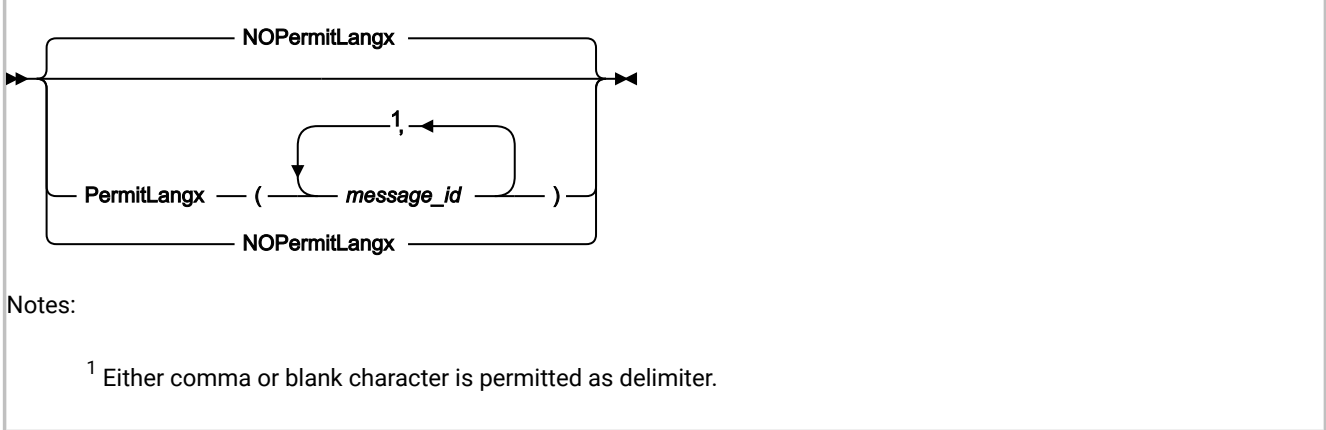 NOPermitLangx
1,
PermitLangx ( message_id )
NOPermitLangx
Notes:
1 Either comma or blank character is permitted as delimiter.